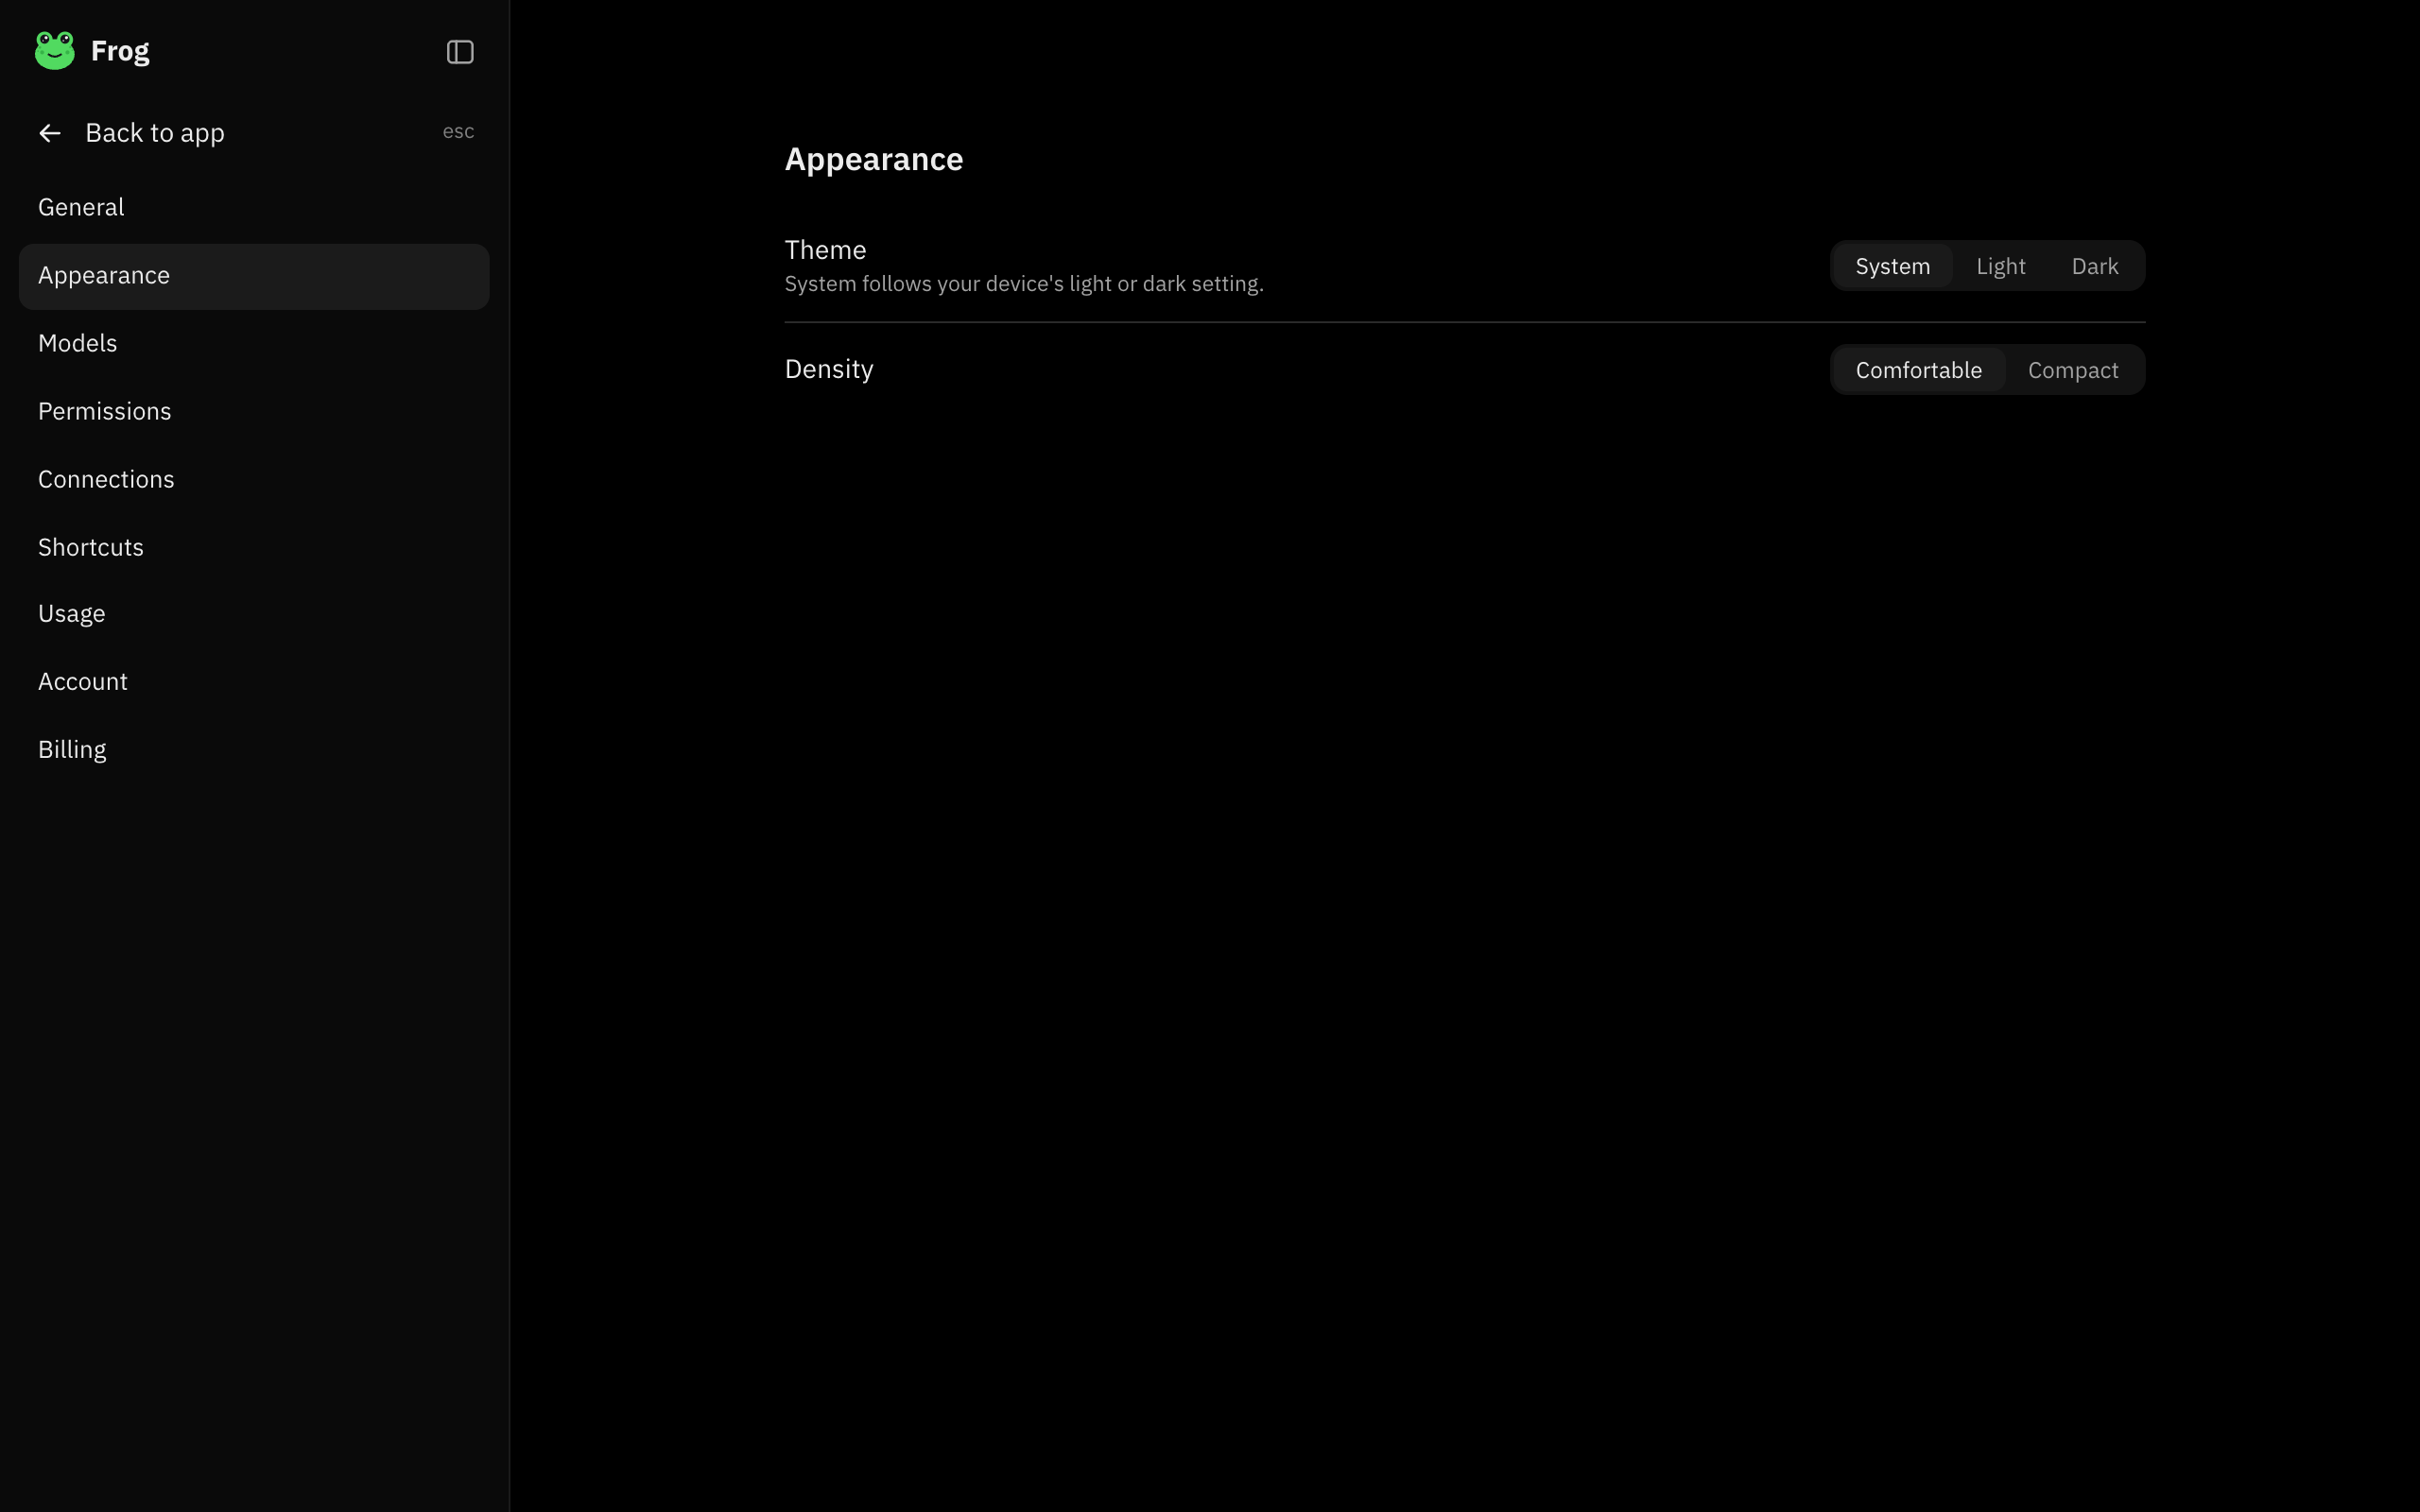 Frog
Back to app esc
General
Appearance
Models
Permissions
Connections
Shortcuts
Usage
Account
Billing
Appearance
Theme
System follows your device's light or dark setting.
System Light Dark
Density
Comfortable Compact